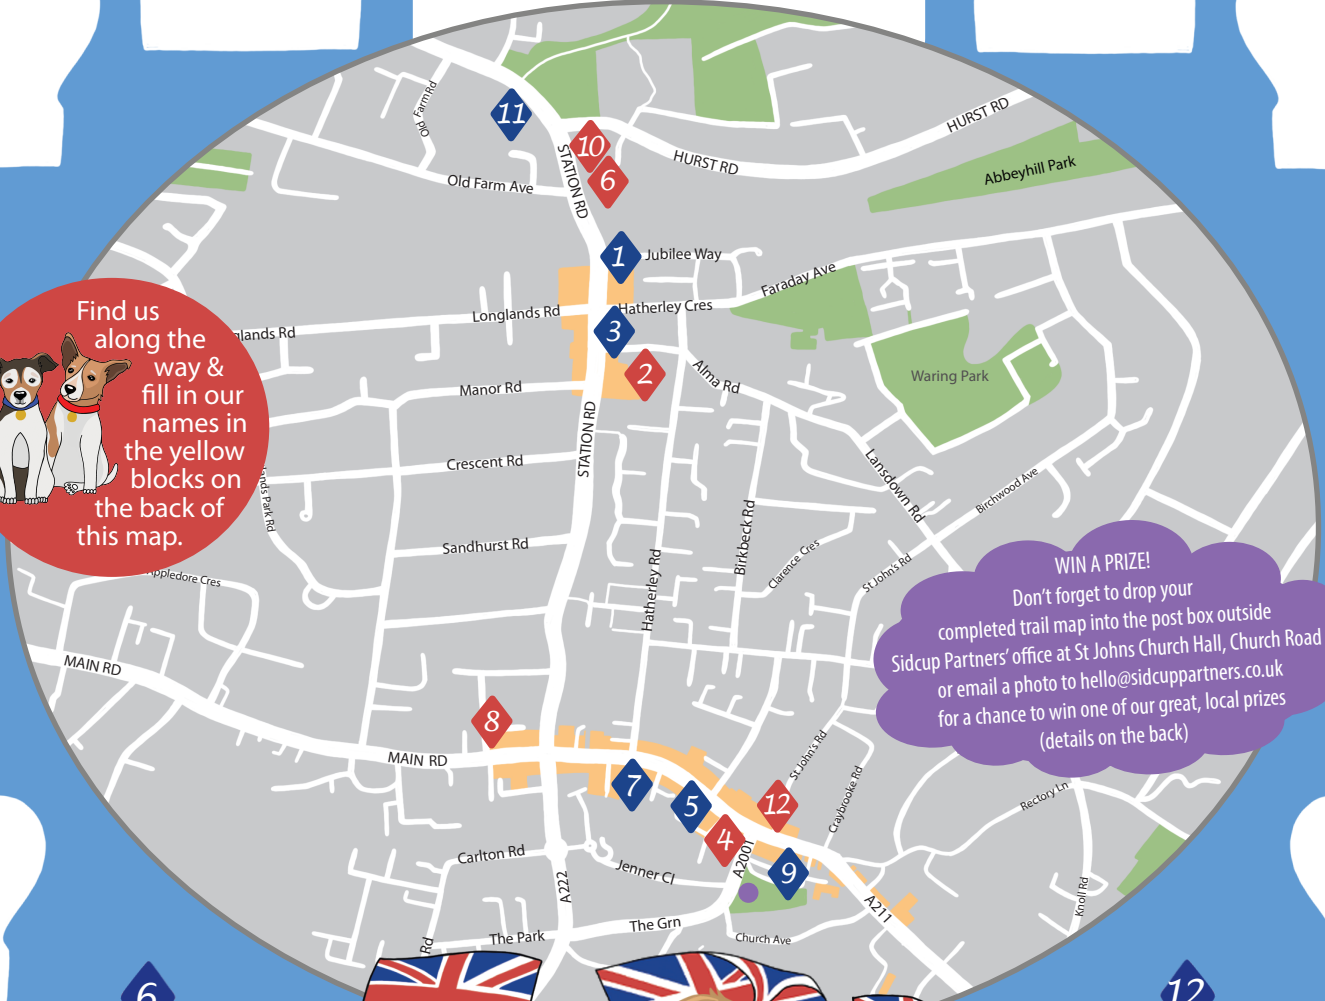 Old Farm Rd
11
HURST RD
10
STATION RD
HURST RD
Abbeyhill Park
Old Farm Ave
6
1
Jubilee Way
Faraday Ave
Find us
along the
way &
fill in our
names in
the yellow
blocks on
the back of
this map.
glands Rd
Longlands Rd
Hatherley Cres
3
2
Alma Rd
Waring Park
Manor Rd
STATION RD
Crescent Rd
lands Park Rd
Lansdown Rd
Birchwood Ave
Sandhurst Rd
Birkbeck Rd
Hatherley Rd
Clarence Cres
St John's Rd
Appledore Cres
WIN A PRIZE!
Don't forget to drop your
completed trail map into the post box outside
Sidcup Partners' office at St Johns Church Hall, Church Road
or email a photo to hello@sidcuppartners.co.uk
for a chance to win one of our great, local prizes
(details on the back)
MAIN RD
8
MAIN RD
St John's Rd
7
5
12
Craybrooke Rd
Rectory Ln
4
A2001
9
Carlton Rd
Jenner Cl
A222
A211
Knoll Rd
The Grn
The Park
Church Ave
Rd
6
12